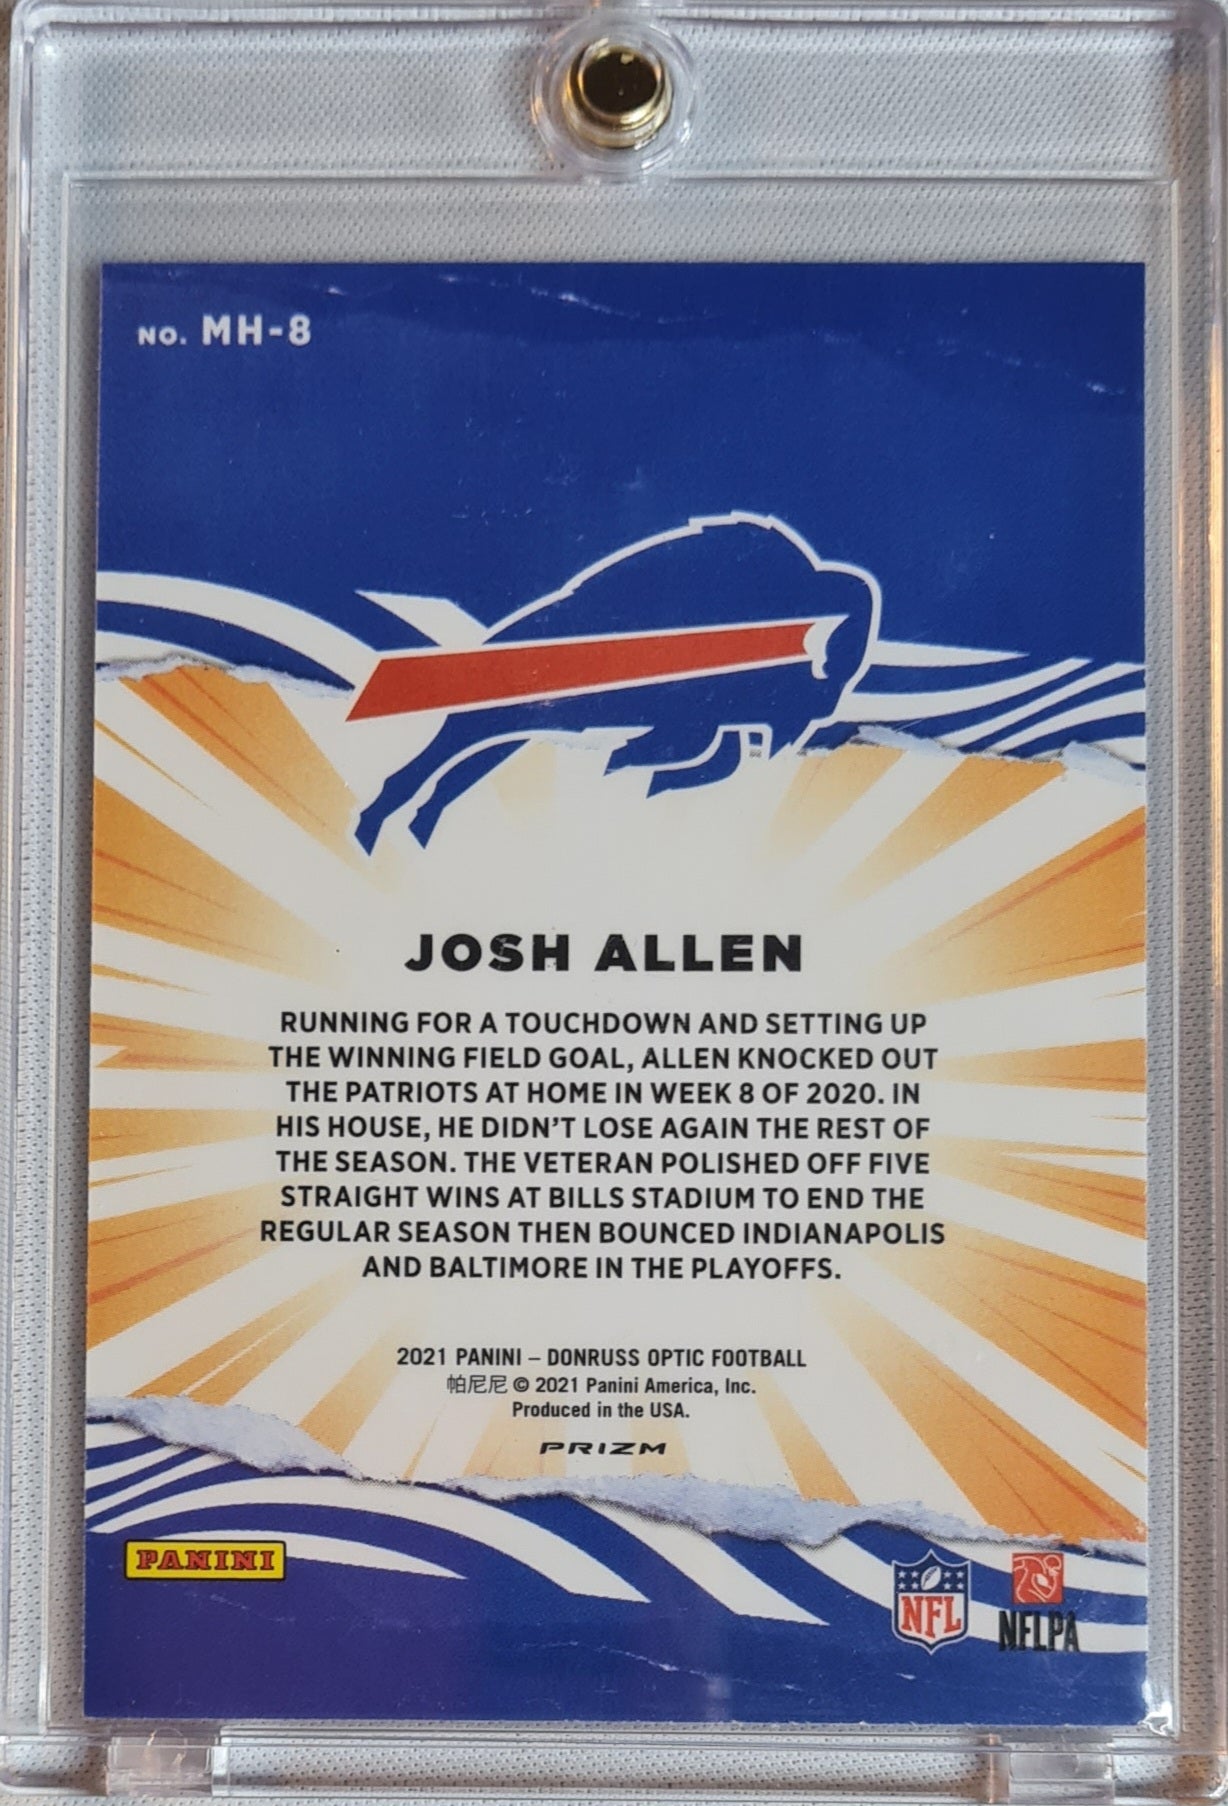 NO. MH-8
JOSH ALLEN
RUNNING FOR A TOUCHDOWN AND SETTING UP
THE WINNING FIELD GOAL, ALLEN KNOCKED OUT
THE PATRIOTS AT HOME IN WEEK 8 OF 2020. IN
HIS HOUSE, HE DIDN'T LOSE AGAIN THE REST OF
THE SEASON. THE VETERAN POLISHED OFF FIVE
STRAIGHT WINS AT BILLS STADIUM TO END THE
REGULAR SEASON THEN BOUNCED INDIANAPOLIS
AND BALTIMORE IN THE PLAYOFFS.
2021 PANINI – DONRUSS OPTIC FOOTBALL
帕尼尼 © 2021 Panini America, Inc.
Produced in the USA.
PRIZM
PANINI
NFL
NFLPA